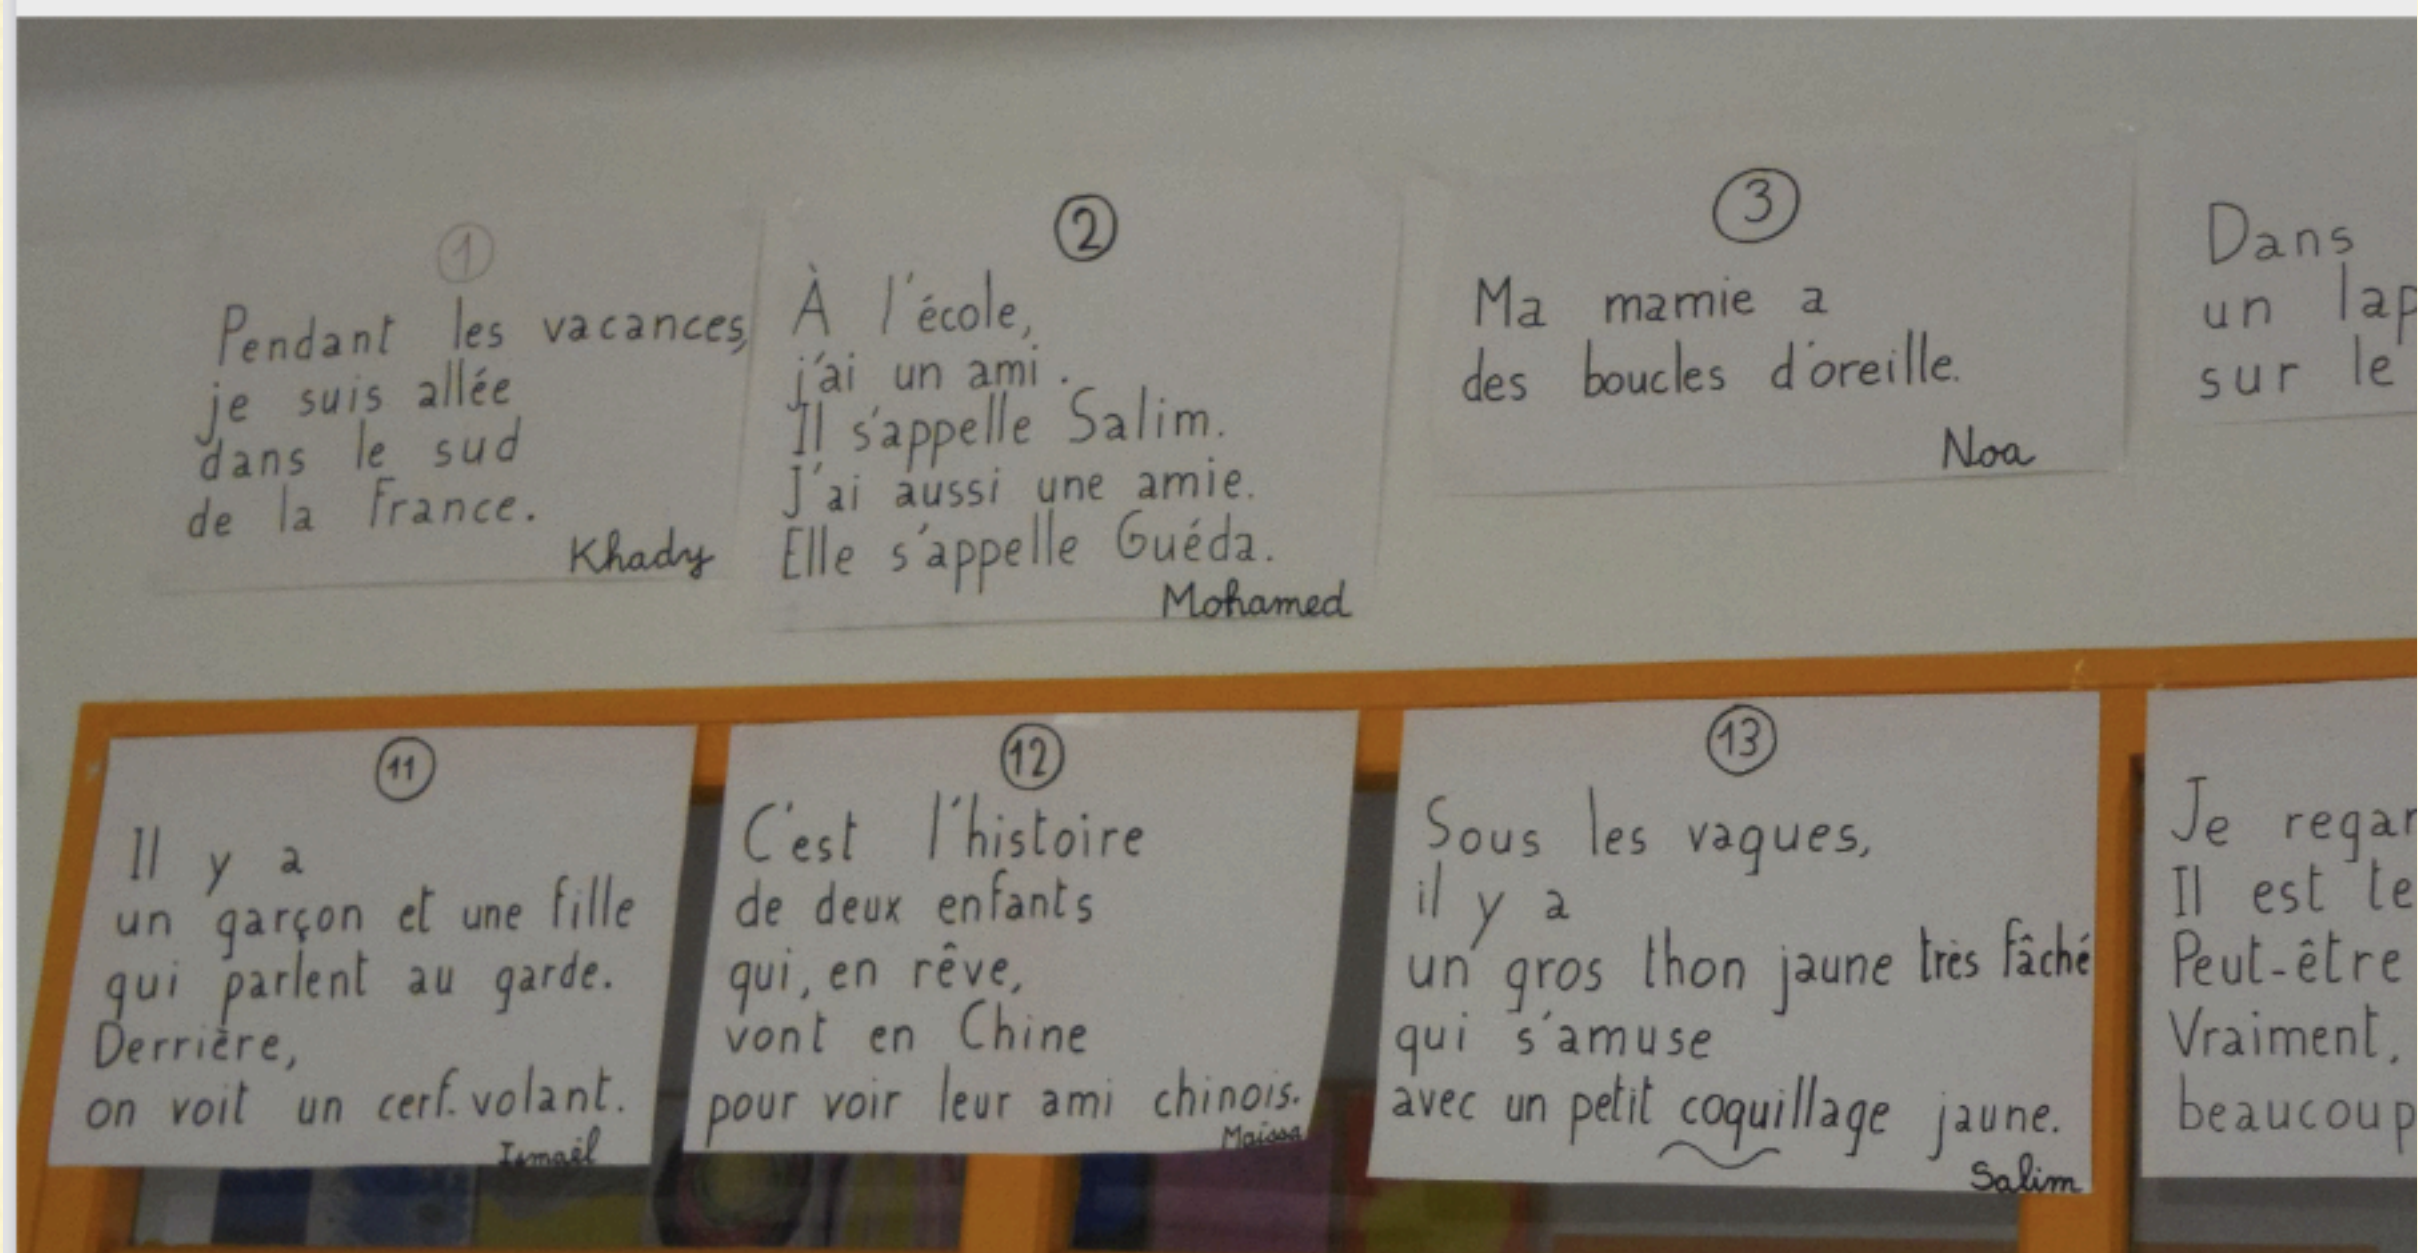 1
Pendant les vacances,
je suis allée
dans le sud
de la France.
Khady
2
À l'école,
j'ai un ami.
Il s'appelle Salim.
J'ai aussi une amie.
Elle s'appelle Guéda.
Mohamed
3
Ma mamie a
des boucles d'oreille.
Noa
Dans
un lap
sur le
11
Il y a
un garçon et une fille
qui parlent au garde.
Derrière,
on voit un cerf-volant.
Ismaël
12
C'est l'histoire
de deux enfants
qui, en rêve,
vont en Chine
pour voir leur ami chinois.
Maïssa
13
Sous les vagues,
il y a
un gros thon jaune très fâché
qui s'amuse
avec un petit coquillage jaune.
Salim
Je regar
Il est te
Peut-être
Vraiment,
beaucoup